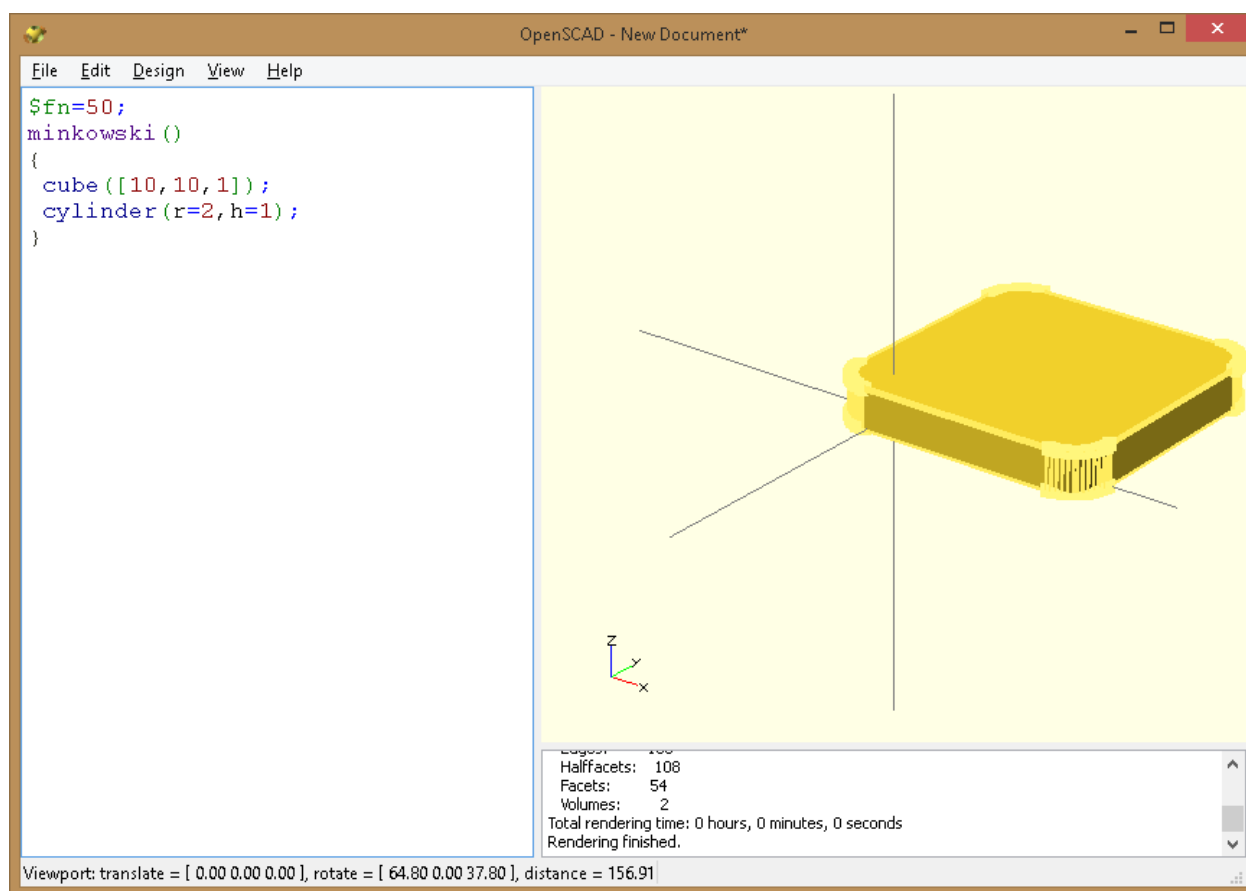 OpenSCAD - New Document*
File Edit Design View Help
$fn=50;
minkowski()
{
cube([10,10,1]);
cylinder(r=2,h=1);
}
Z
Y
X
Halffacets: 108
Facets: 54
Volumes: 2
Total rendering time: 0 hours, 0 minutes, 0 seconds
Rendering finished.
Viewport: translate = [ 0.00 0.00 0.00 ], rotate = [ 64.80 0.00 37.80 ], distance = 156.91